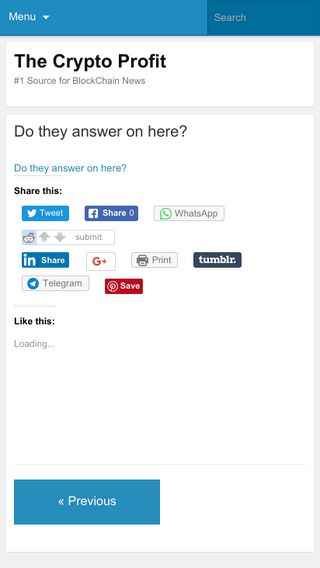 Menu
Search
The Crypto Profit
#1 Source for BlockChain News
Do they answer on here?
Do they answer on here?
Share this:
Tweet
Share 0
WhatsApp
submit
in Share
G+
Print
tumblr.
Telegram
Save
Like this:
Loading...
« Previous